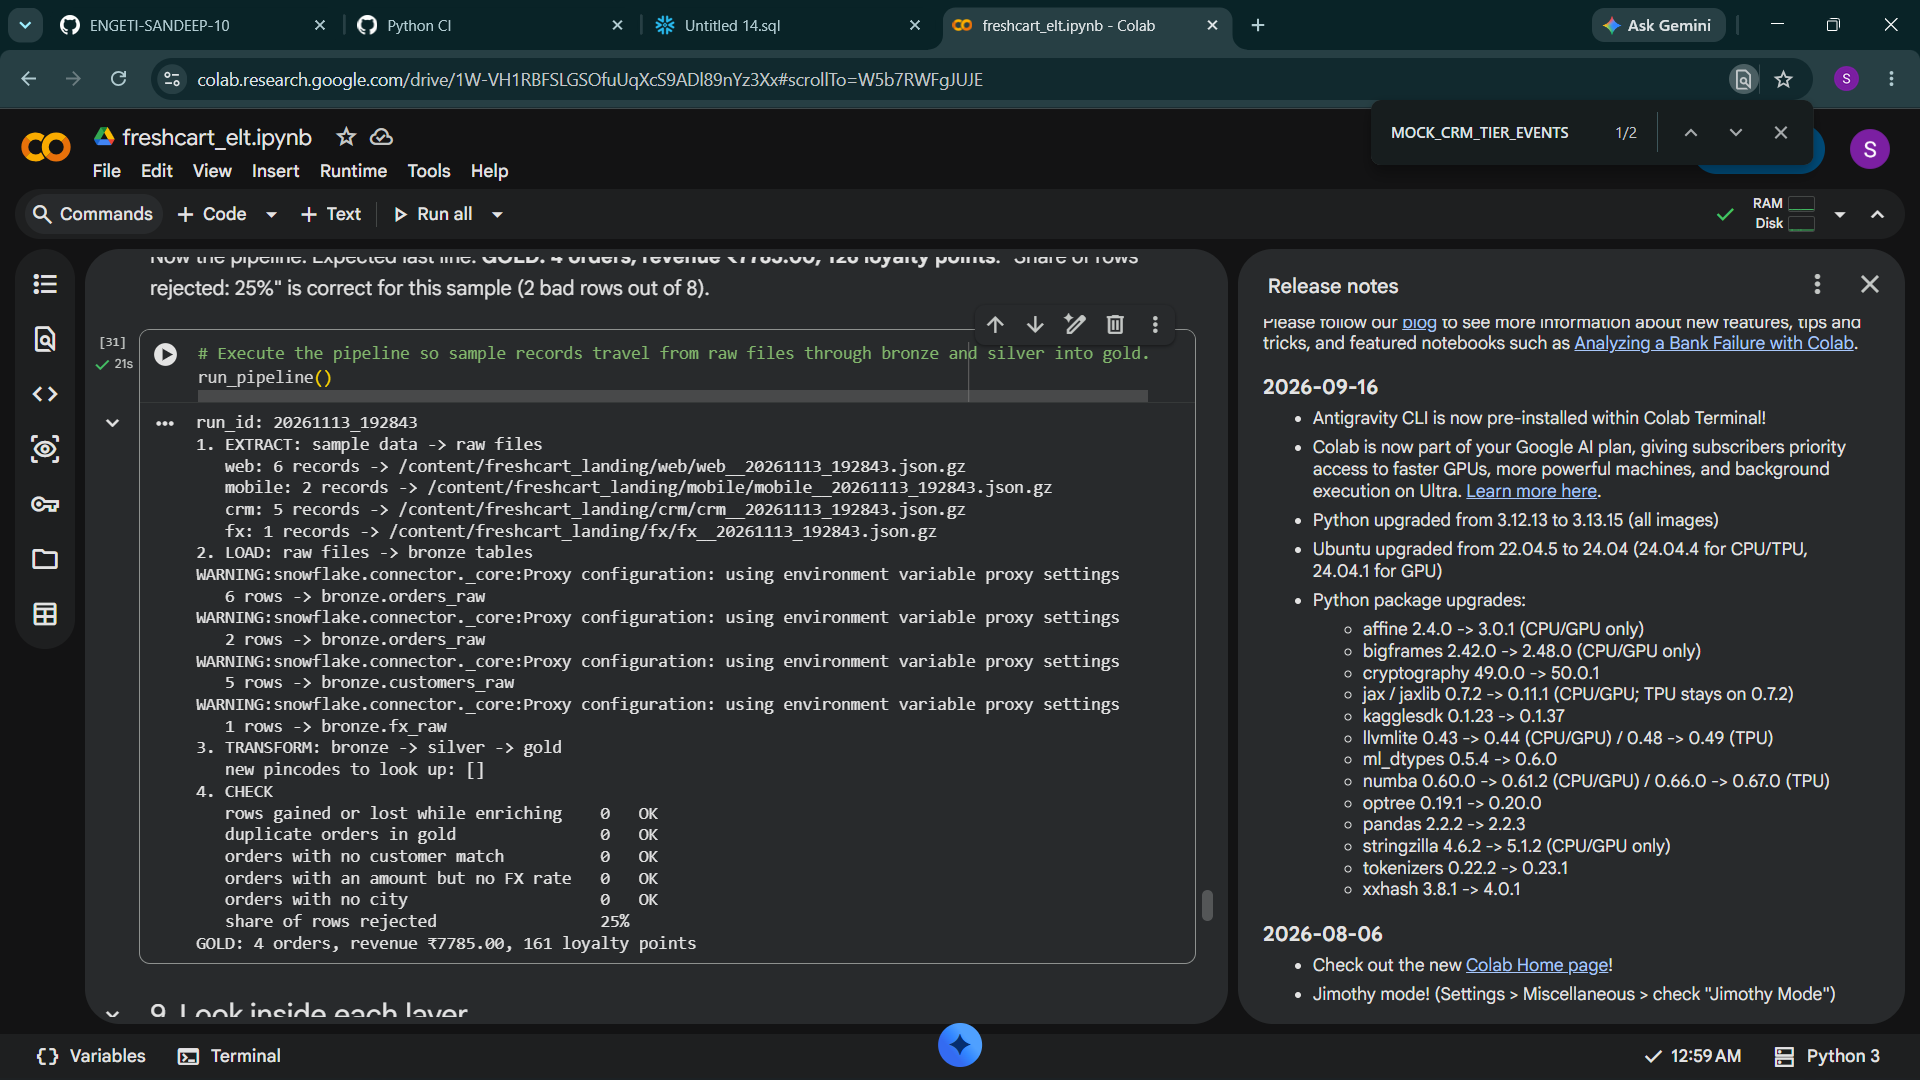 ENGETI-SANDEEP-10
Python CI
Untitled 14.sql
freshcart_elt.ipynb - Colab
Ask Gemini
colab.research.google.com/drive/1W-VH1RBFSLGSOfuUqXcS9ADl89nYz3Xx#scrollTo=W5b7RWFgJUJE
S
MOCK_CRM_TIER_EVENTS 1/2
freshcart_elt.ipynb
S
File Edit View Insert Runtime Tools Help
Commands + Code + Text Run all
RAM
Disk
Now the pipeline. Expected last line: GOLD: 4 orders, revenue ₹7785.00, 126 loyalty points. "Share of rows
rejected: 25%" is correct for this sample (2 bad rows out of 8).
[31]
21s
# Execute the pipeline so sample records travel from raw files through bronze and silver into gold.
run_pipeline()
run_id: 20261113_192843
1. EXTRACT: sample data -> raw files
web: 6 records -> /content/freshcart_landing/web/web__20261113_192843.json.gz
mobile: 2 records -> /content/freshcart_landing/mobile/mobile__20261113_192843.json.gz
crm: 5 records -> /content/freshcart_landing/crm/crm__20261113_192843.json.gz
fx: 1 records -> /content/freshcart_landing/fx/fx__20261113_192843.json.gz
2. LOAD: raw files -> bronze tables
WARNING:snowflake.connector._core:Proxy configuration: using environment variable proxy settings
6 rows -> bronze.orders_raw
WARNING:snowflake.connector._core:Proxy configuration: using environment variable proxy settings
2 rows -> bronze.orders_raw
WARNING:snowflake.connector._core:Proxy configuration: using environment variable proxy settings
5 rows -> bronze.customers_raw
WARNING:snowflake.connector._core:Proxy configuration: using environment variable proxy settings
1 rows -> bronze.fx_raw
3. TRANSFORM: bronze -> silver -> gold
new pincodes to look up: []
4. CHECK
rows gained or lost while enriching 0 OK
duplicate orders in gold 0 OK
orders with no customer match 0 OK
orders with an amount but no FX rate 0 OK
orders with no city 0 OK
share of rows rejected 25%
GOLD: 4 orders, revenue ₹7785.00, 161 loyalty points
9. Look inside each layer
Release notes
Please follow our blog to see more information about new features, tips and
tricks, and featured notebooks such as Analyzing a Bank Failure with Colab.
2026-09-16
• Antigravity CLI is now pre-installed within Colab Terminal!
• Colab is now part of your Google AI plan, giving subscribers priority
access to faster GPUs, more powerful machines, and background
execution on Ultra. Learn more here.
• Python upgraded from 3.12.13 to 3.13.15 (all images)
• Ubuntu upgraded from 22.04.5 to 24.04 (24.04.4 for CPU/TPU,
24.04.1 for GPU)
• Python package upgrades:
affine 2.4.0 -> 3.0.1 (CPU/GPU only)
bigframes 2.42.0 -> 2.48.0 (CPU/GPU only)
cryptography 49.0.0 -> 50.0.1
jax / jaxlib 0.7.2 -> 0.11.1 (CPU/GPU; TPU stays on 0.7.2)
kagglesdk 0.1.23 -> 0.1.37
llvmlite 0.43 -> 0.44 (CPU/GPU) / 0.48 -> 0.49 (TPU)
ml_dtypes 0.5.4 -> 0.6.0
numba 0.60.0 -> 0.61.2 (CPU/GPU) / 0.66.0 -> 0.67.0 (TPU)
optree 0.19.1 -> 0.20.0
pandas 2.2.2 -> 2.2.3
stringzilla 4.6.2 -> 5.1.2 (CPU/GPU only)
tokenizers 0.22.2 -> 0.23.1
xxhash 3.8.1 -> 4.0.1
2026-08-06
• Check out the new Colab Home page!
• Jimothy mode! (Settings > Miscellaneous > check "Jimothy Mode")
Variables
Terminal
12:59 AM
Python 3